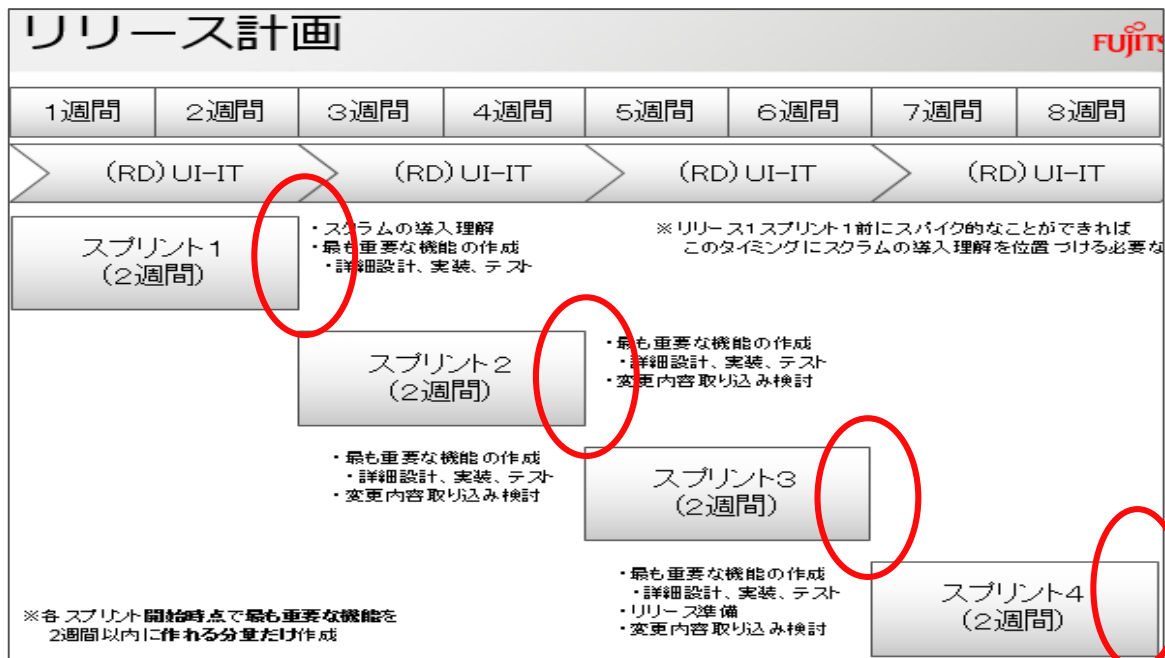 リリース計画
FUJITS
1週間 2週間 3週間 4週間 5週間 6週間 7週間 8週間
(RD)UI-IT (RD)UI-IT (RD)UI-IT (RD)UI-IT
スプリント1
(2週間)
・スクラムの導入理解
・最も重要な機能の作成
・詳細設計、実装、テスト
※リリース1スプリント1前にスパイク的なことができれば
このタイミングにスクラムの導入理解を位置づける必要な
スプリント2
(2週間)
・最も重要な機能の作成
・詳細設計、実装、テスト
・変更内容取り込み検討
・最も重要な機能の作成
・詳細設計、実装、テスト
・変更内容取り込み検討
スプリント3
(2週間)
・最も重要な機能の作成
・詳細設計、実装、テスト
・リリース準備
・変更内容取り込み検討
スプリント4
(2週間)
※各スプリント開始時点で最も重要な機能を
2週間以内に作れる分量だけ作成